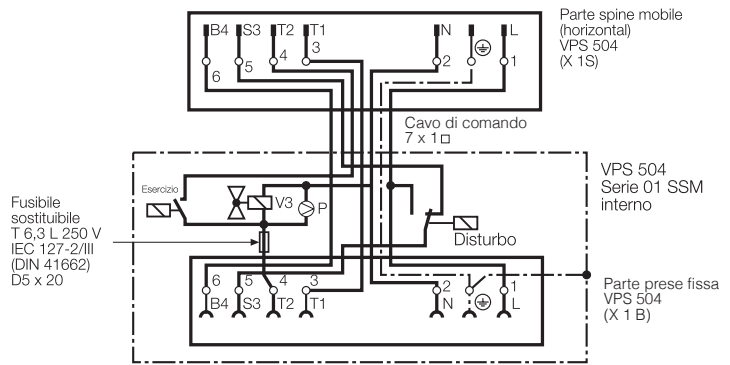 B4 S3 T2 T1 N L
6 5 4 3 2 1
Parte spine mobile
(horizontal)
VPS 504
(X 1S)
Cavo di comando
7 x 1□
VPS 504
Serie 01 SSM
interno
Esercizio
V3
P
Disturbo
Fusibile
sostituibile
T 6,3 L 250 V
IEC 127-2/III
(DIN 41662)
D5 x 20
6 5 4 3 2 1
B4 S3 T2 T1 N L
Parte prese fissa
VPS 504
(X 1 B)